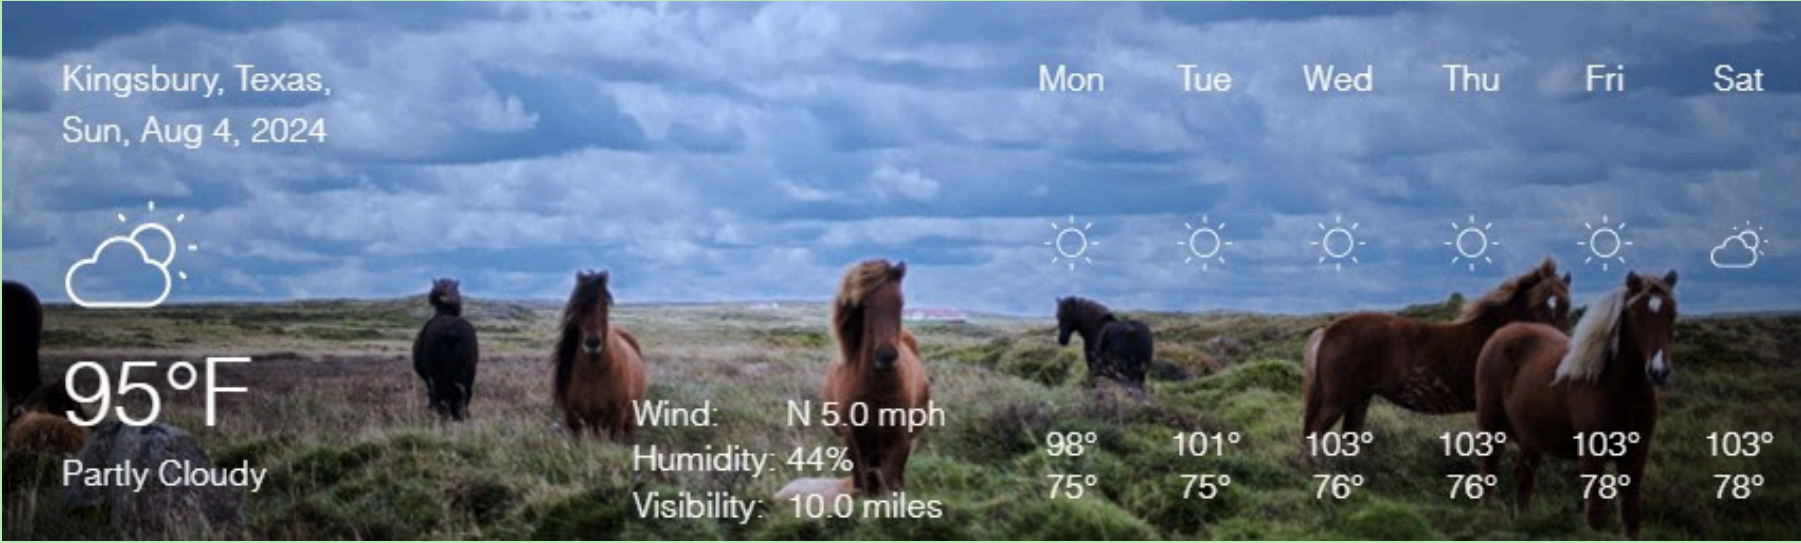 Kingsbury, Texas,
Sun, Aug 4, 2024
95°F
Partly Cloudy
Wind: N 5.0 mph
Humidity: 44%
Visibility: 10.0 miles
Mon Tue Wed Thu Fri Sat
98° 101° 103° 103° 103° 103°
75° 75° 76° 76° 78° 78°